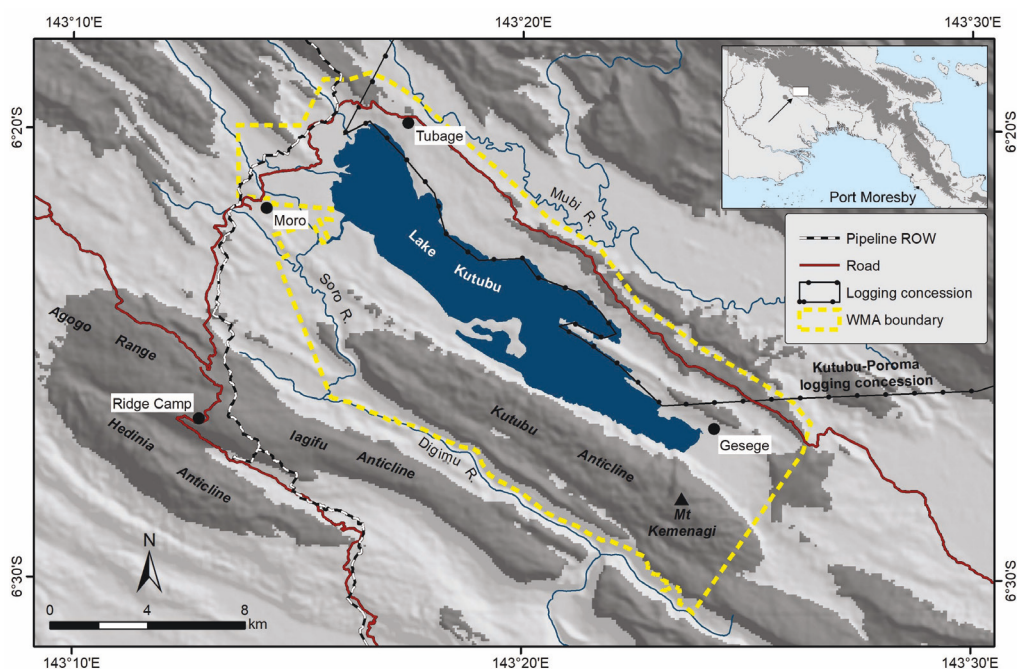 143°10'E
143°20'E
143°30'E
6°20'S
6°20'S
Tubage
Mubi R.
Port Moresby
Moro
Lake
Kutubu
Soro R.
Pipeline ROW
Road
Logging concession
WMA boundary
Agogo
Range
Kutubu-Poroma
logging concession
Ridge Camp
Hedinia
Anticline
Iagifu
Anticline
Digimu R.
Kutubu
Anticline
Gesege
Mt
Kemenagi
N
6°30'S
6°30'S
0 4 8
km
143°10'E
143°20'E
143°30'E